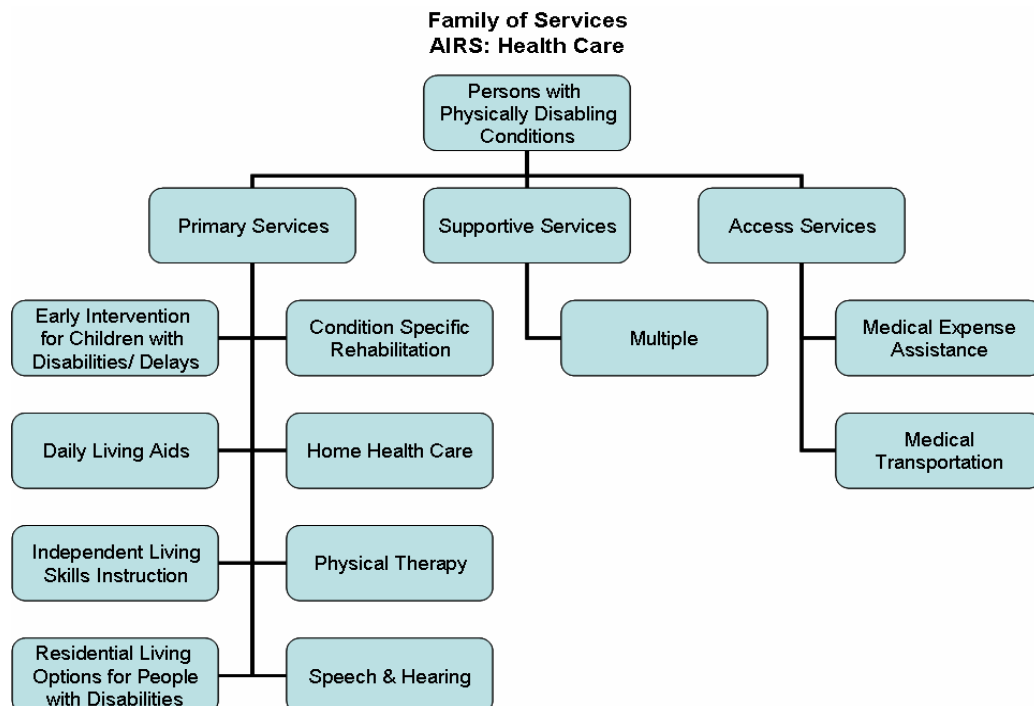 Family of Services
AIRS: Health Care
Persons with
Physically Disabling
Conditions
Primary Services
Supportive Services
Access Services
Early Intervention
for Children with
Disabilities/ Delays
Condition Specific
Rehabilitation
Multiple
Medical Expense
Assistance
Daily Living Aids
Home Health Care
Medical
Transportation
Independent Living
Skills Instruction
Physical Therapy
Residential Living
Options for People
with Disabilities
Speech & Hearing